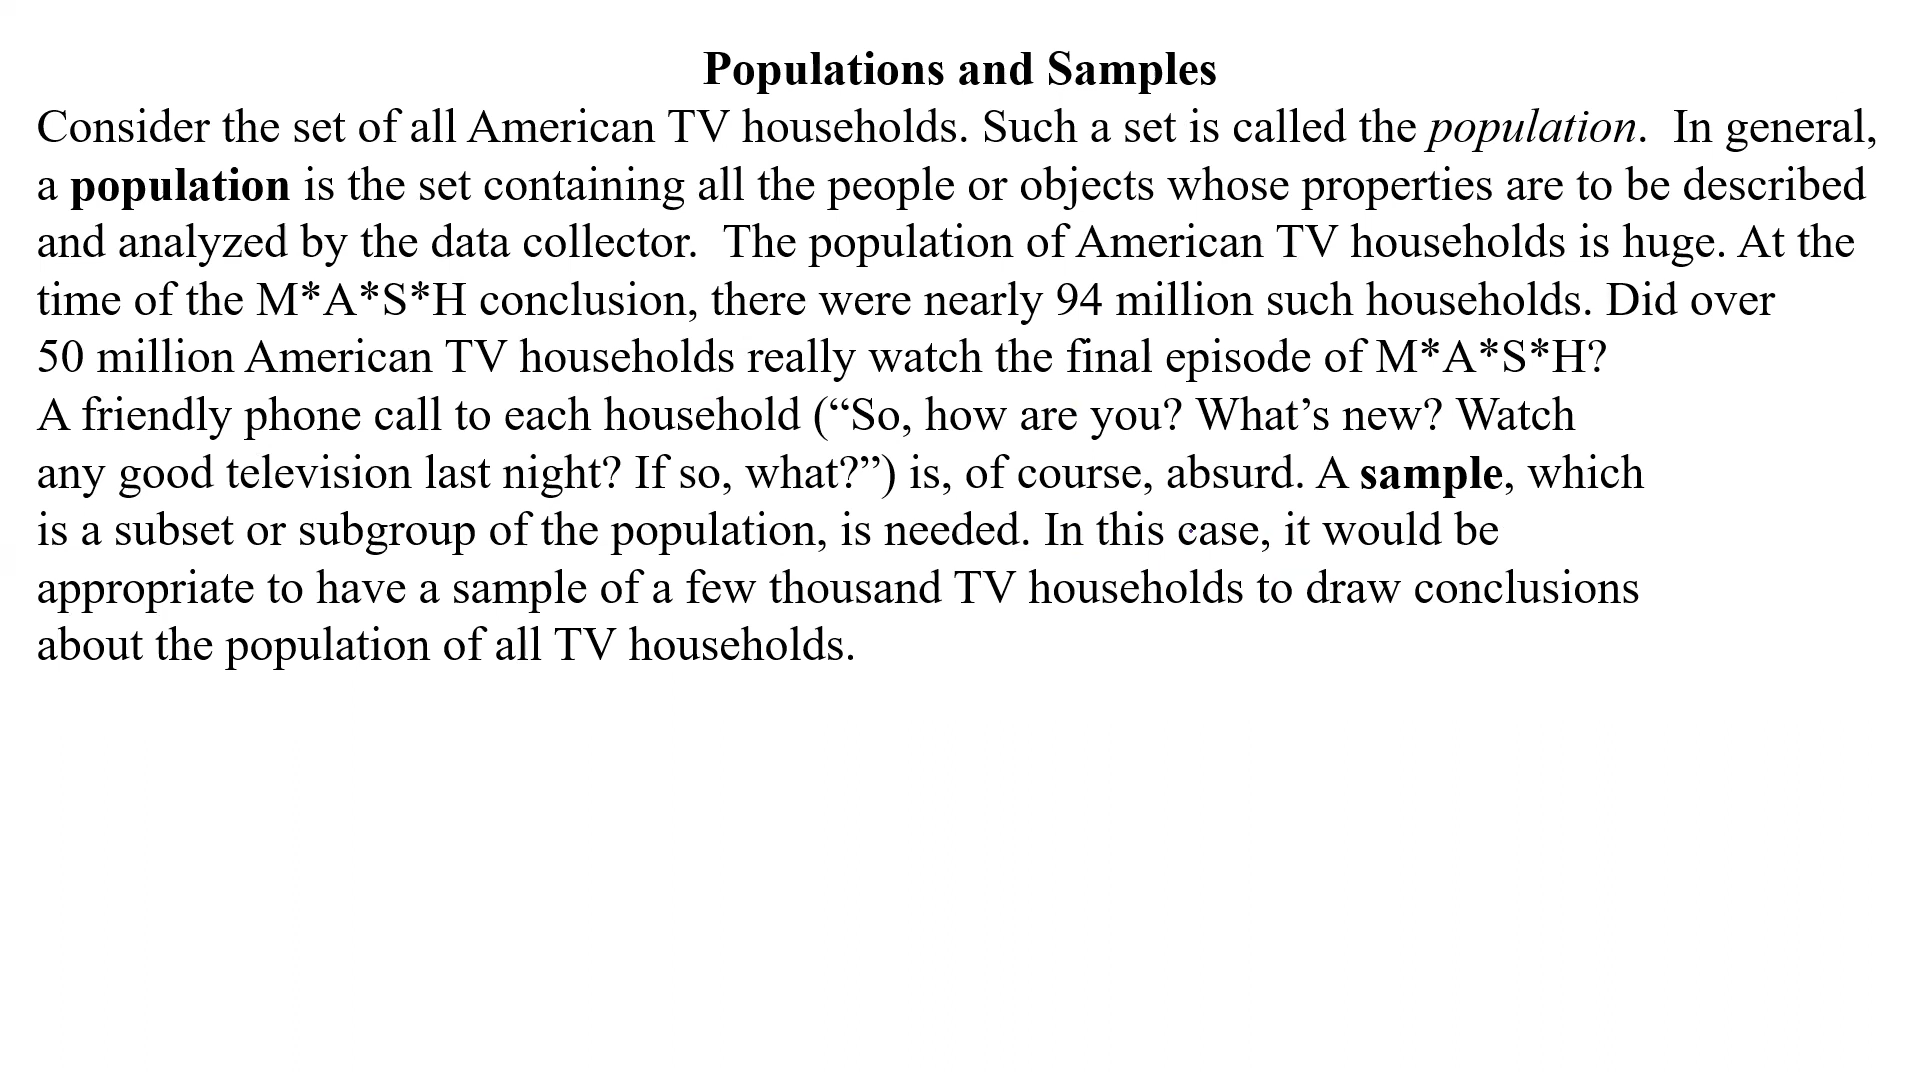 Populations and Samples
Consider the set of all American TV households. Such a set is called the population.  In general,
a population is the set containing all the people or objects whose properties are to be described
and analyzed by the data collector.  The population of American TV households is huge. At the
time of the M*A*S*H conclusion, there were nearly 94 million such households. Did over
50 million American TV households really watch the final episode of M*A*S*H?
A friendly phone call to each household (“So, how are you? What’s new? Watch
any good television last night? If so, what?”) is, of course, absurd. A sample, which
is a subset or subgroup of the population, is needed. In this case, it would be
appropriate to have a sample of a few thousand TV households to draw conclusions
about the population of all TV households.